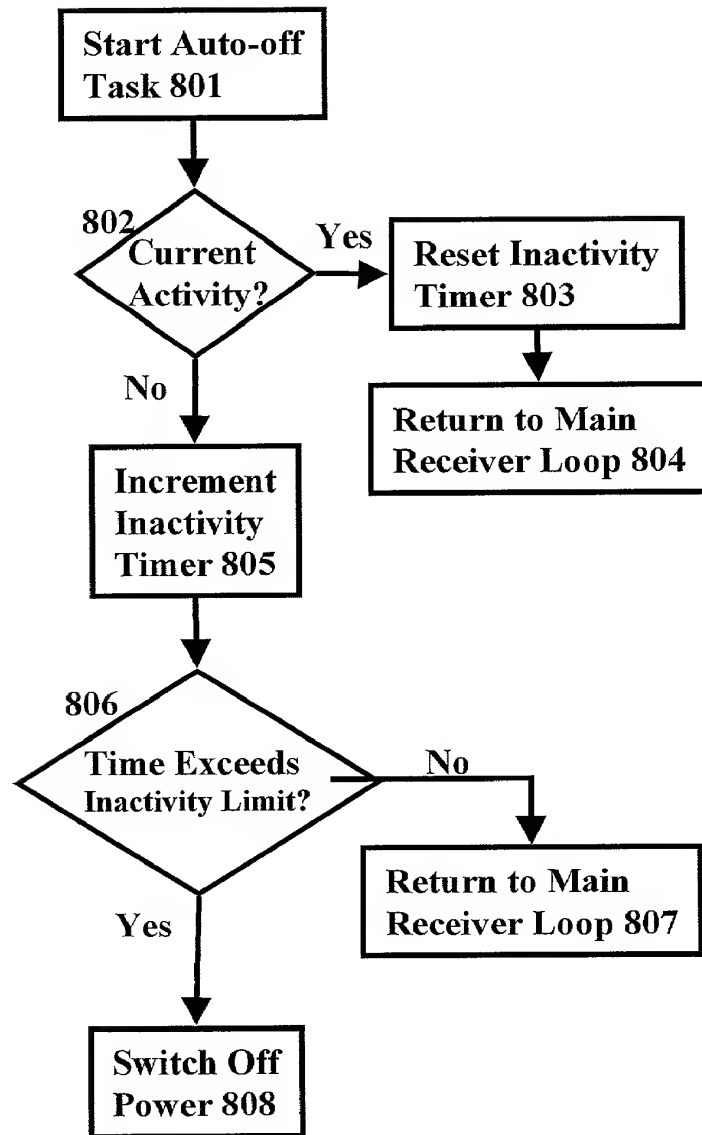 Start Auto-off
Task 801
802
Current
Activity?
Yes
Reset Inactivity
Timer 803
No
Return to Main
Receiver Loop 804
Increment
Inactivity
Timer 805
806
Time Exceeds
Inactivity Limit?
No
Return to Main
Receiver Loop 807
Yes
Switch Off
Power 808